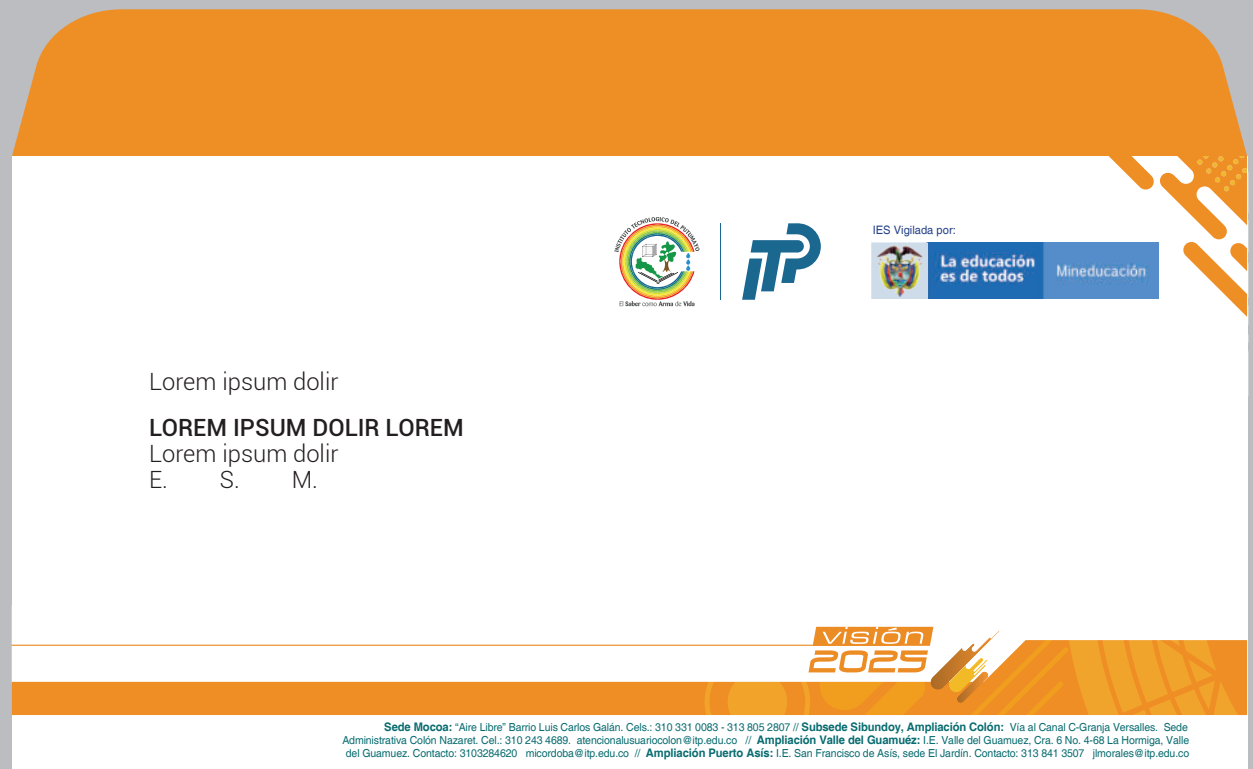 INSTITUTO TECNOLOGICO DEL PUTUMAYO
El Saber como Arma de Vida
iTP
IES Vigilada por:
La educación
es de todos
Mineducación
Lorem ipsum dolir
LOREM IPSUM DOLIR LOREM
Lorem ipsum dolir
E. S. M.
visión
2025
Sede Mocoa: “Aire Libre” Barrio Luis Carlos Galán. Cels.: 310 331 0083 - 313 805 2807 // Subsede Sibundoy, Ampliación Colón: Vía al Canal C-Granja Versalles. Sede
Administrativa Colón Nazaret. Cel.: 310 243 4689. atencionalusuariocolon@itp.edu.co // Ampliación Valle del Guamuéz: I.E. Valle del Guamuez, Cra. 6 No. 4-68 La Hormiga, Valle
del Guamuez. Contacto: 3103284620 micordoba@itp.edu.co // Ampliación Puerto Asís: I.E. San Francisco de Asís, sede El Jardín. Contacto: 313 841 3507 jlmorales@itp.edu.co